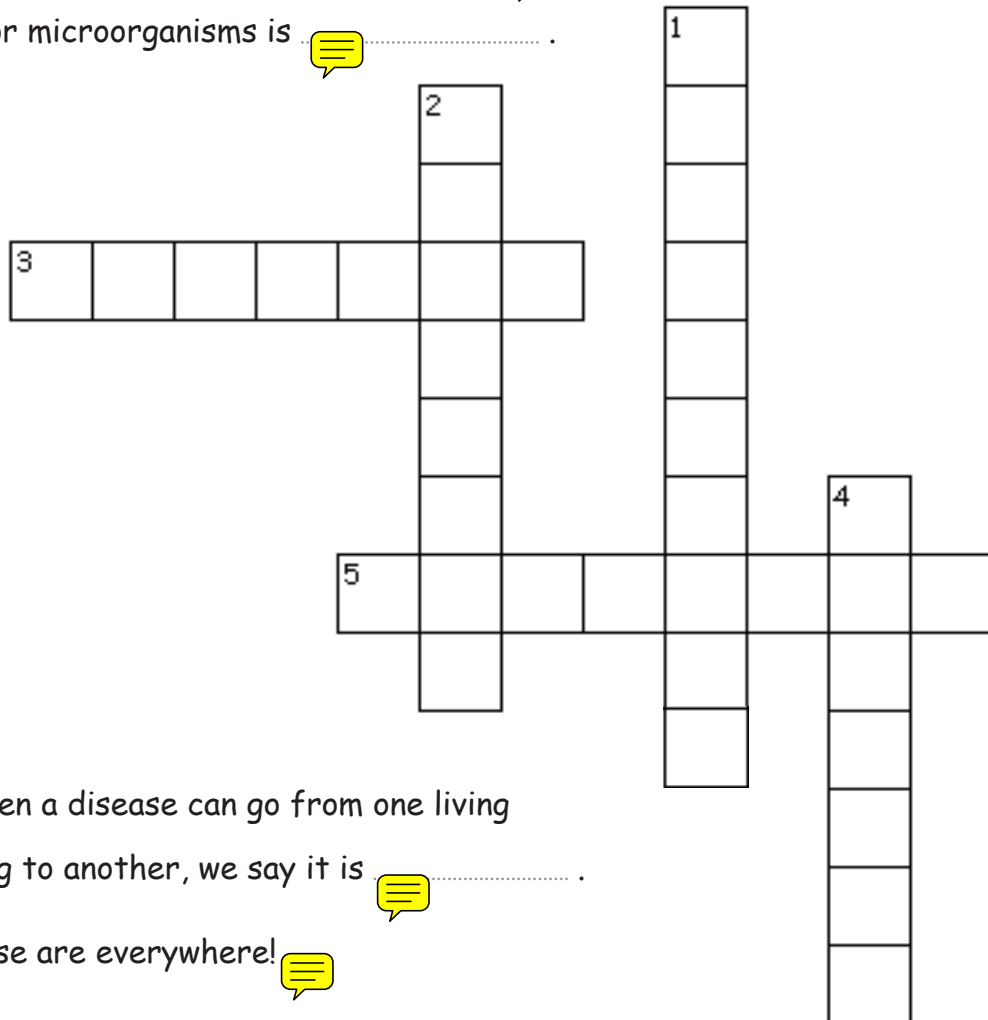 or microorganisms is .............................. .
1
2
3
4
5
en a disease can go from one living
g to another, we say it is .............................. .
se are everywhere!